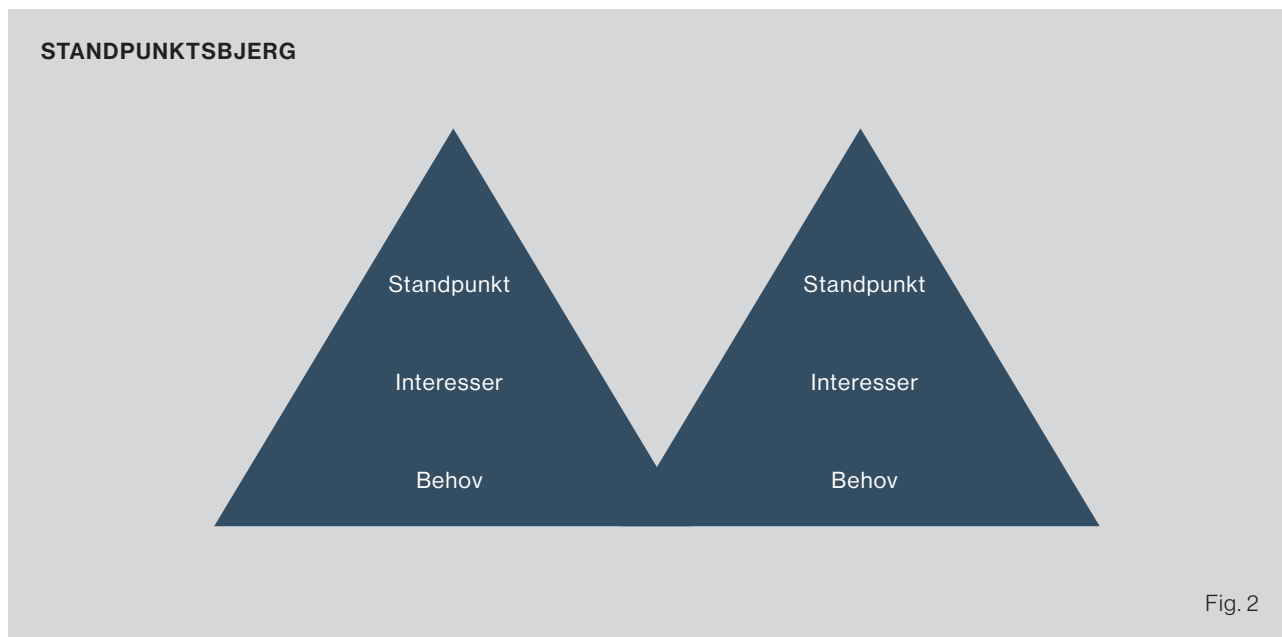 STANDPUNKTSBJERG
Standpunkt Standpunkt
Interesser Interesser
Behov Behov
Fig. 2